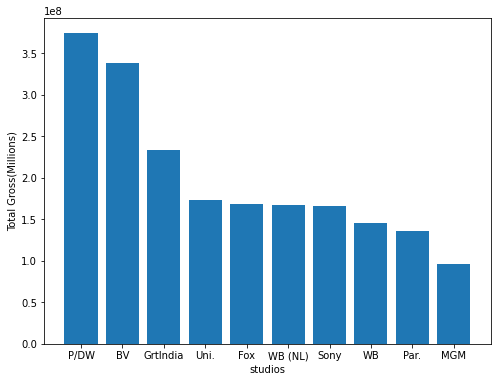 1e8
3.5
3.0
2.5
2.0
1.5
1.0
0.5
0.0
Total Gross(Millions)
P/DW BV GrtIndia Uni. Fox WB (NL) Sony WB Par. MGM
studios